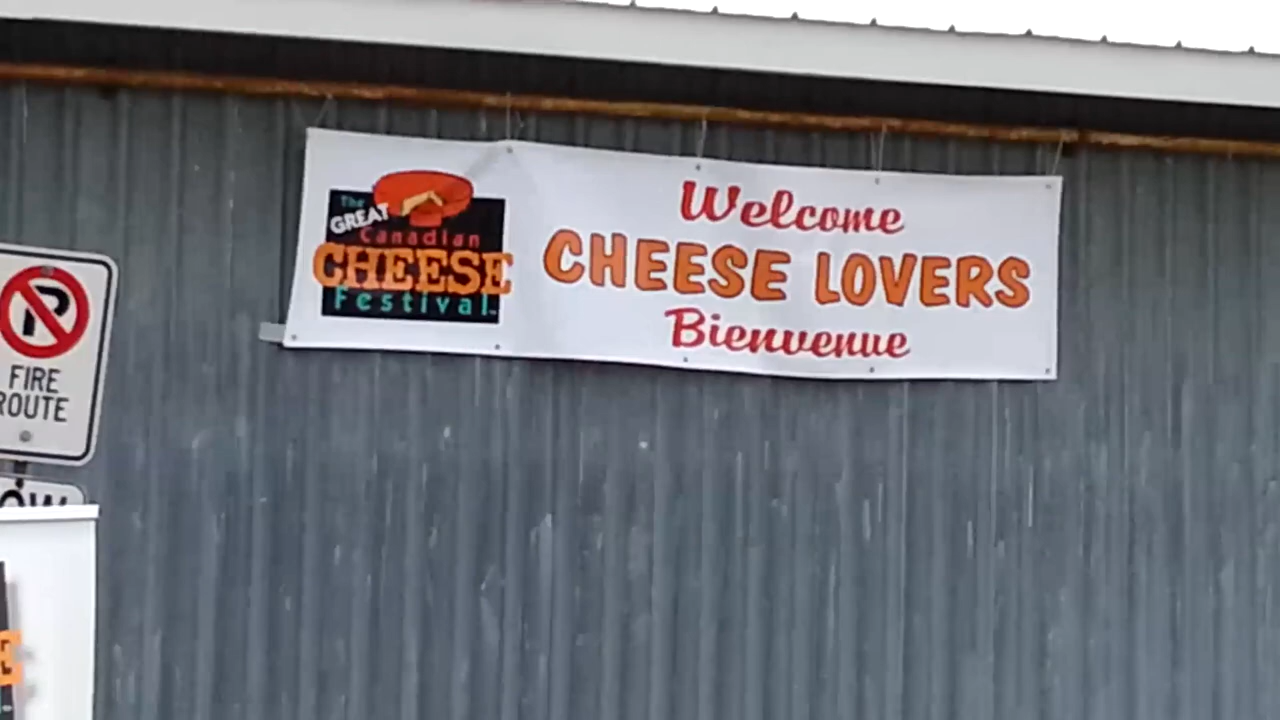 The
GREAT
Canadian
CHEESE
Festival
Welcome
CHEESE LOVERS
Bienvenue
P
FIRE
ROUTE